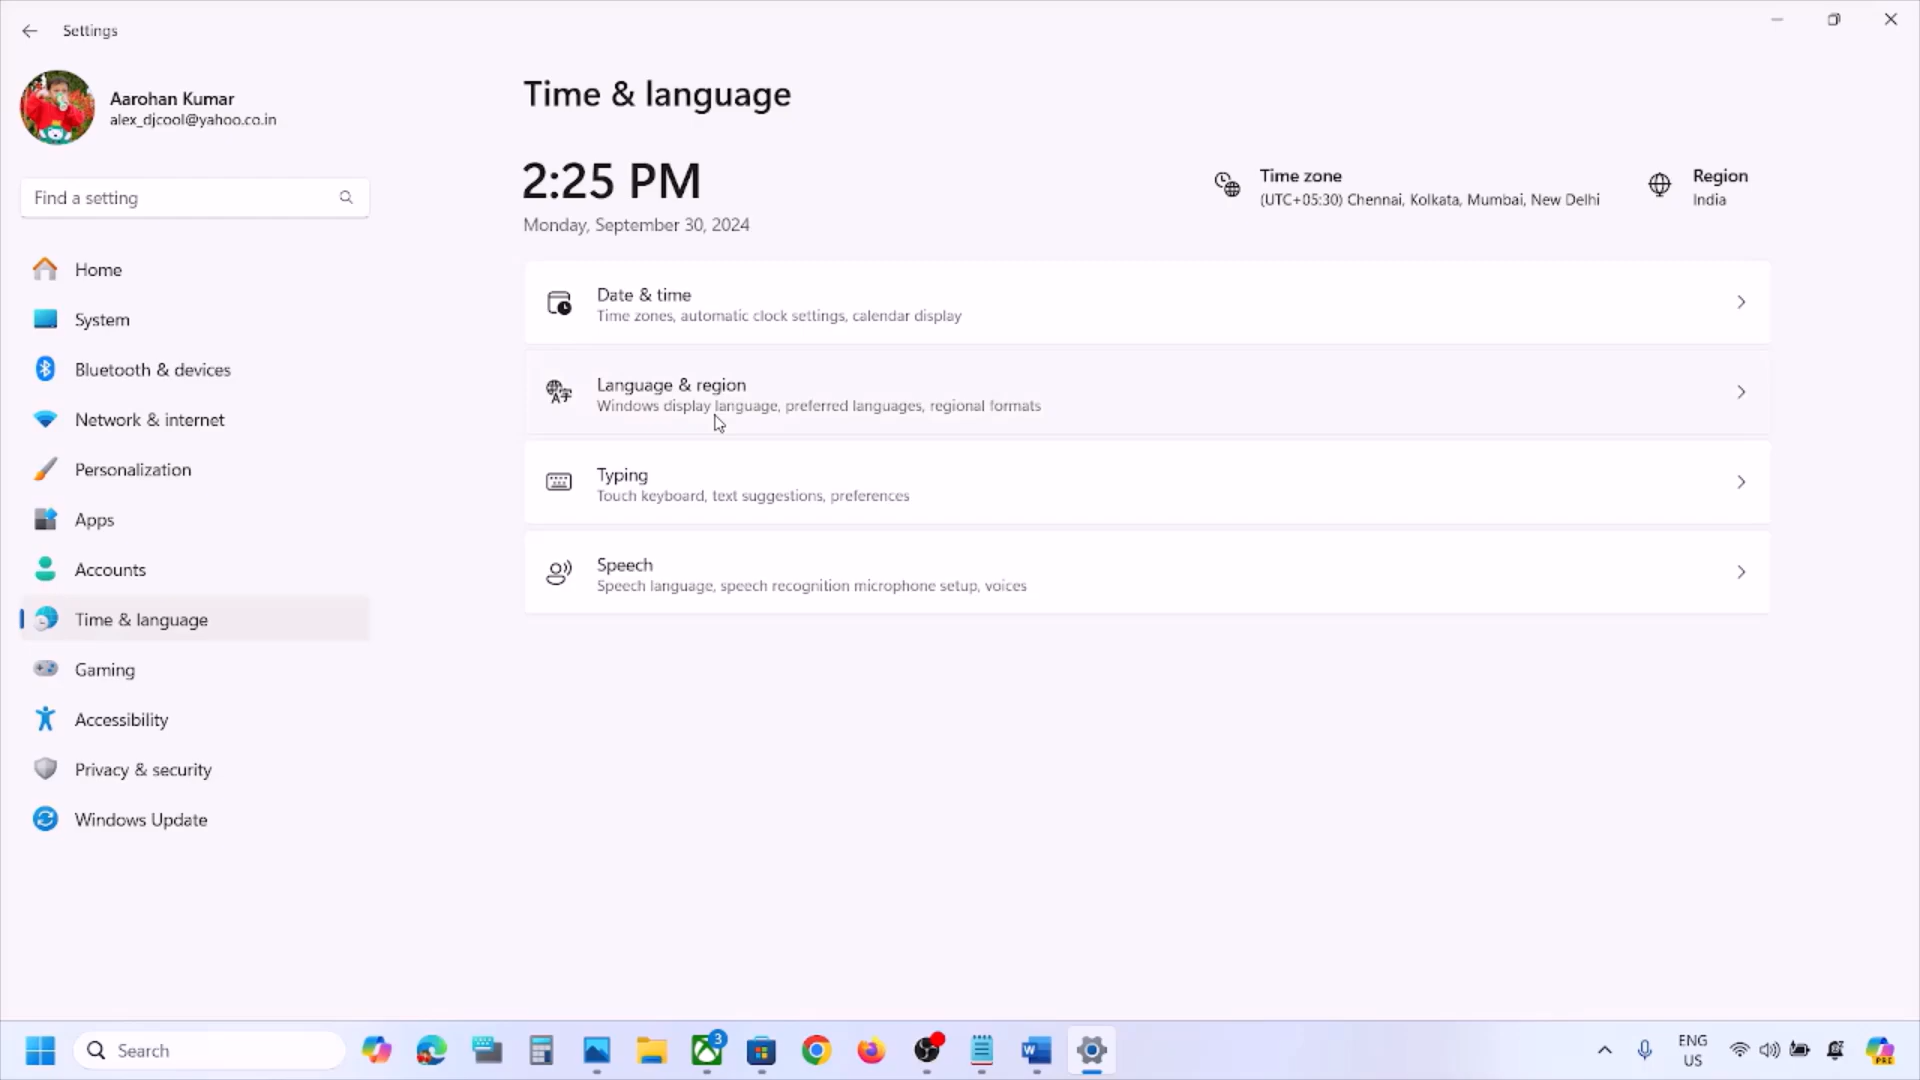 Settings
Aarohan Kumar
alex_djcool@yahoo.co.in
Find a setting
Home
System
Bluetooth & devices
Network & internet
Personalization
Apps
Accounts
Time & language
Gaming
Accessibility
Privacy & security
Windows Update
Time & language
2:25 PM
Monday, September 30, 2024
Time zone
(UTC+05:30) Chennai, Kolkata, Mumbai, New Delhi
Region
India
Date & time
Time zones, automatic clock settings, calendar display
Language & region
Windows display language, preferred languages, regional formats
Typing
Touch keyboard, text suggestions, preferences
Speech
Speech language, speech recognition microphone setup, voices
Search
3
W
ENG
US
PRE